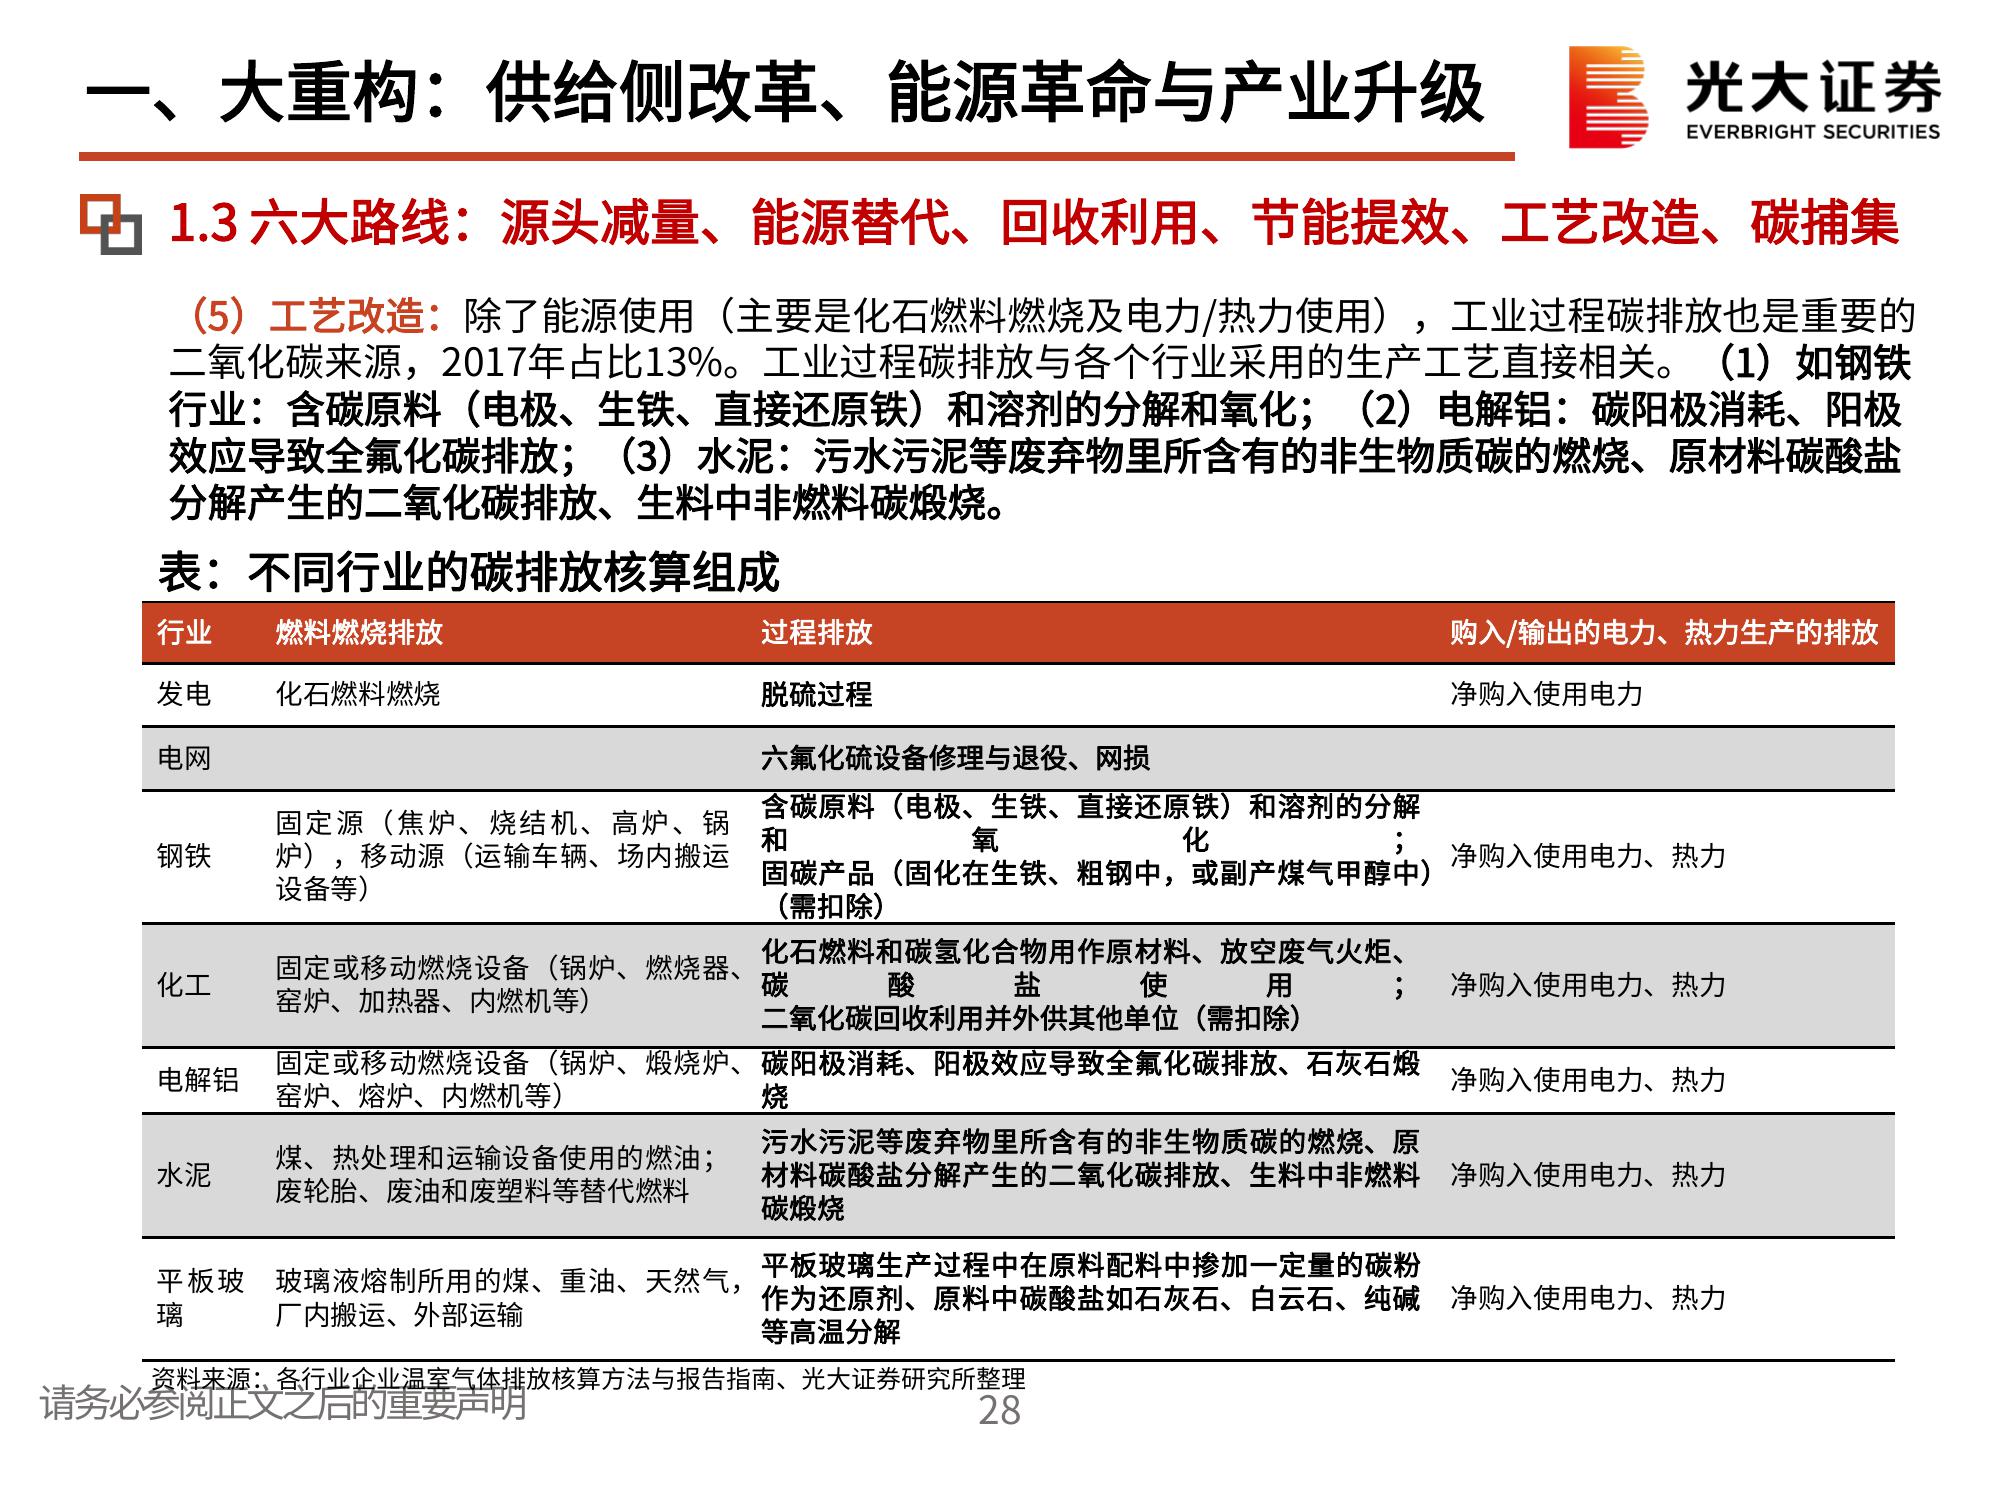 一、大重构：供给侧改革、能源革命与产业升级
光大证券
EVERBRIGHT SECURITIES
1.3 六大路线：源头减量、能源替代、回收利用、节能提效、工艺改造、碳捕集
（5）工艺改造：除了能源使用（主要是化石燃料燃烧及电力/热力使用），工业过程碳排放也是重要的
二氧化碳来源，2017年占比13%。工业过程碳排放与各个行业采用的生产工艺直接相关。（1）如钢铁
行业：含碳原料（电极、生铁、直接还原铁）和溶剂的分解和氧化；（2）电解铝：碳阳极消耗、阳极
效应导致全氟化碳排放；（3）水泥：污水污泥等废弃物里所含有的非生物质碳的燃烧、原材料碳酸盐
分解产生的二氧化碳排放、生料中非燃料碳煅烧。
表：不同行业的碳排放核算组成
行业 燃料燃烧排放 过程排放 购入/输出的电力、热力生产的排放
发电 化石燃料燃烧 脱硫过程 净购入使用电力
电网 六氟化硫设备修理与退役、网损
钢铁
固定源（焦炉、烧结机、高炉、锅
炉），移动源（运输车辆、场内搬运
设备等）
含碳原料（电极、生铁、直接还原铁）和溶剂的分解
和氧化；
固碳产品（固化在生铁、粗钢中，或副产煤气甲醇中）
（需扣除）
净购入使用电力、热力
化工
固定或移动燃烧设备（锅炉、燃烧器、
窑炉、加热器、内燃机等）
化石燃料和碳氢化合物用作原材料、放空废气火炬、
碳酸盐使用；
二氧化碳回收利用并外供其他单位（需扣除）
净购入使用电力、热力
电解铝
固定或移动燃烧设备（锅炉、煅烧炉、
窑炉、熔炉、内燃机等）
碳阳极消耗、阳极效应导致全氟化碳排放、石灰石煅
烧
净购入使用电力、热力
水泥
煤、热处理和运输设备使用的燃油；
废轮胎、废油和废塑料等替代燃料
污水污泥等废弃物里所含有的非生物质碳的燃烧、原
材料碳酸盐分解产生的二氧化碳排放、生料中非燃料
碳煅烧
净购入使用电力、热力
平板玻
璃
玻璃液熔制所用的煤、重油、天然气，
厂内搬运、外部运输
平板玻璃生产过程中在原料配料中掺加一定量的碳粉
作为还原剂、原料中碳酸盐如石灰石、白云石、纯碱
等高温分解
净购入使用电力、热力
资料来源：各行业企业温室气体排放核算方法与报告指南、光大证券研究所整理
请务必参阅正文之后的重要声明
28